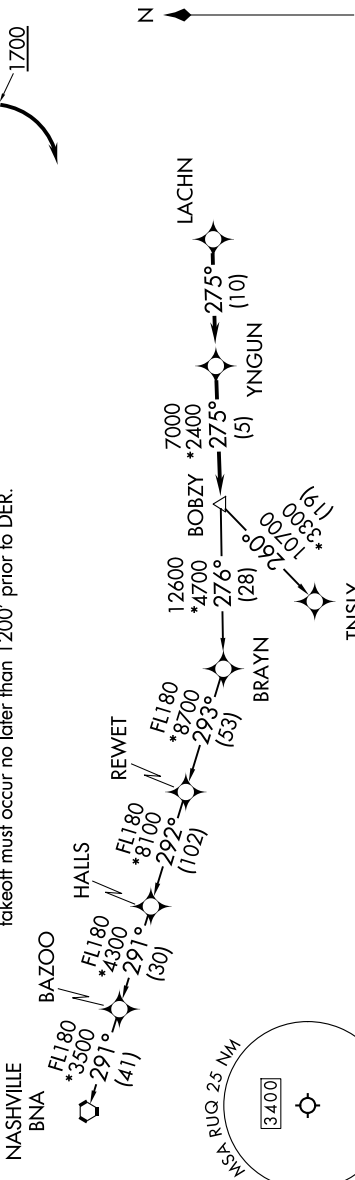 takeoff must occur no later than 1200' prior to DER.
1700
N
NASHVILLE
BNA
FL180
*3500
291°
(41)
BAZOO
FL180
*4300
291°
(30)
HALLS
FL180
*8100
292°
(102)
REWET
FL180
*8700
293°
(53)
BRAYN
12600
*4700
276°
(28)
BOBZY
7000
*2400
275°
(5)
YNGUN
275°
(10)
LACHN
260°
10700
*3300
(19)
MSA RUQ 25 NM
3400